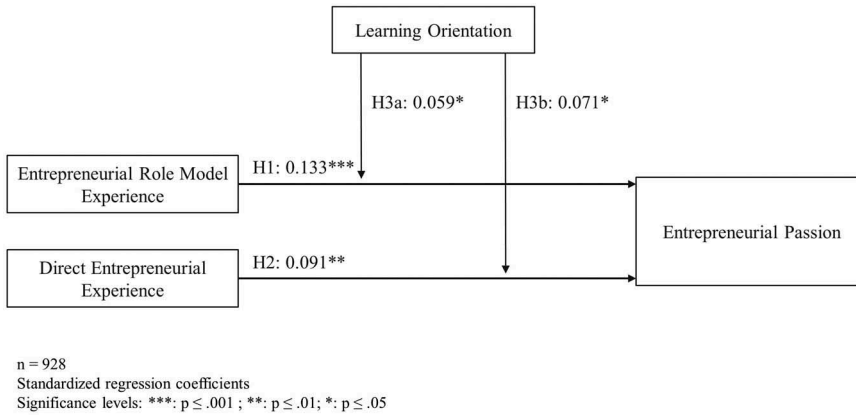 Learning Orientation
H3a: 0.059*
H3b: 0.071*
Entrepreneurial Role Model
Experience
H1: 0.133***
Entrepreneurial Passion
Direct Entrepreneurial
Experience
H2: 0.091**
n = 928
Standardized regression coefficients
Significance levels: ***: p ≤ .001 ; **: p ≤ .01; *: p ≤ .05